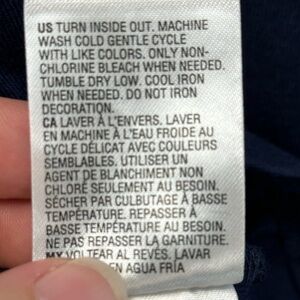 US TURN INSIDE OUT. MACHINE
WASH COLD GENTLE CYCLE
WITH LIKE COLORS. ONLY NON-
CHLORINE BLEACH WHEN NEEDED.
TUMBLE DRY LOW. COOL IRON
WHEN NEEDED. DO NOT IRON
DECORATION.
CA LAVER À L'ENVERS. LAVER
EN MACHINE À L'EAU FROIDE AU
CYCLE DÉLICAT AVEC COULEURS
SEMBLABLES. UTILISER UN
AGENT DE BLANCHIMENT NON
CHLORÉ SEULEMENT AU BESOIN.
SÉCHER PAR CULBUTAGE À BASSE
TEMPÉRATURE. REPASSER À
BASSE TEMPÉRATURE AU BESOIN.
NE PAS REPASSER LA GARNITURE.
MX VOLTEAR AL REVÉS. LAVAR
EN AGUA FRÍA